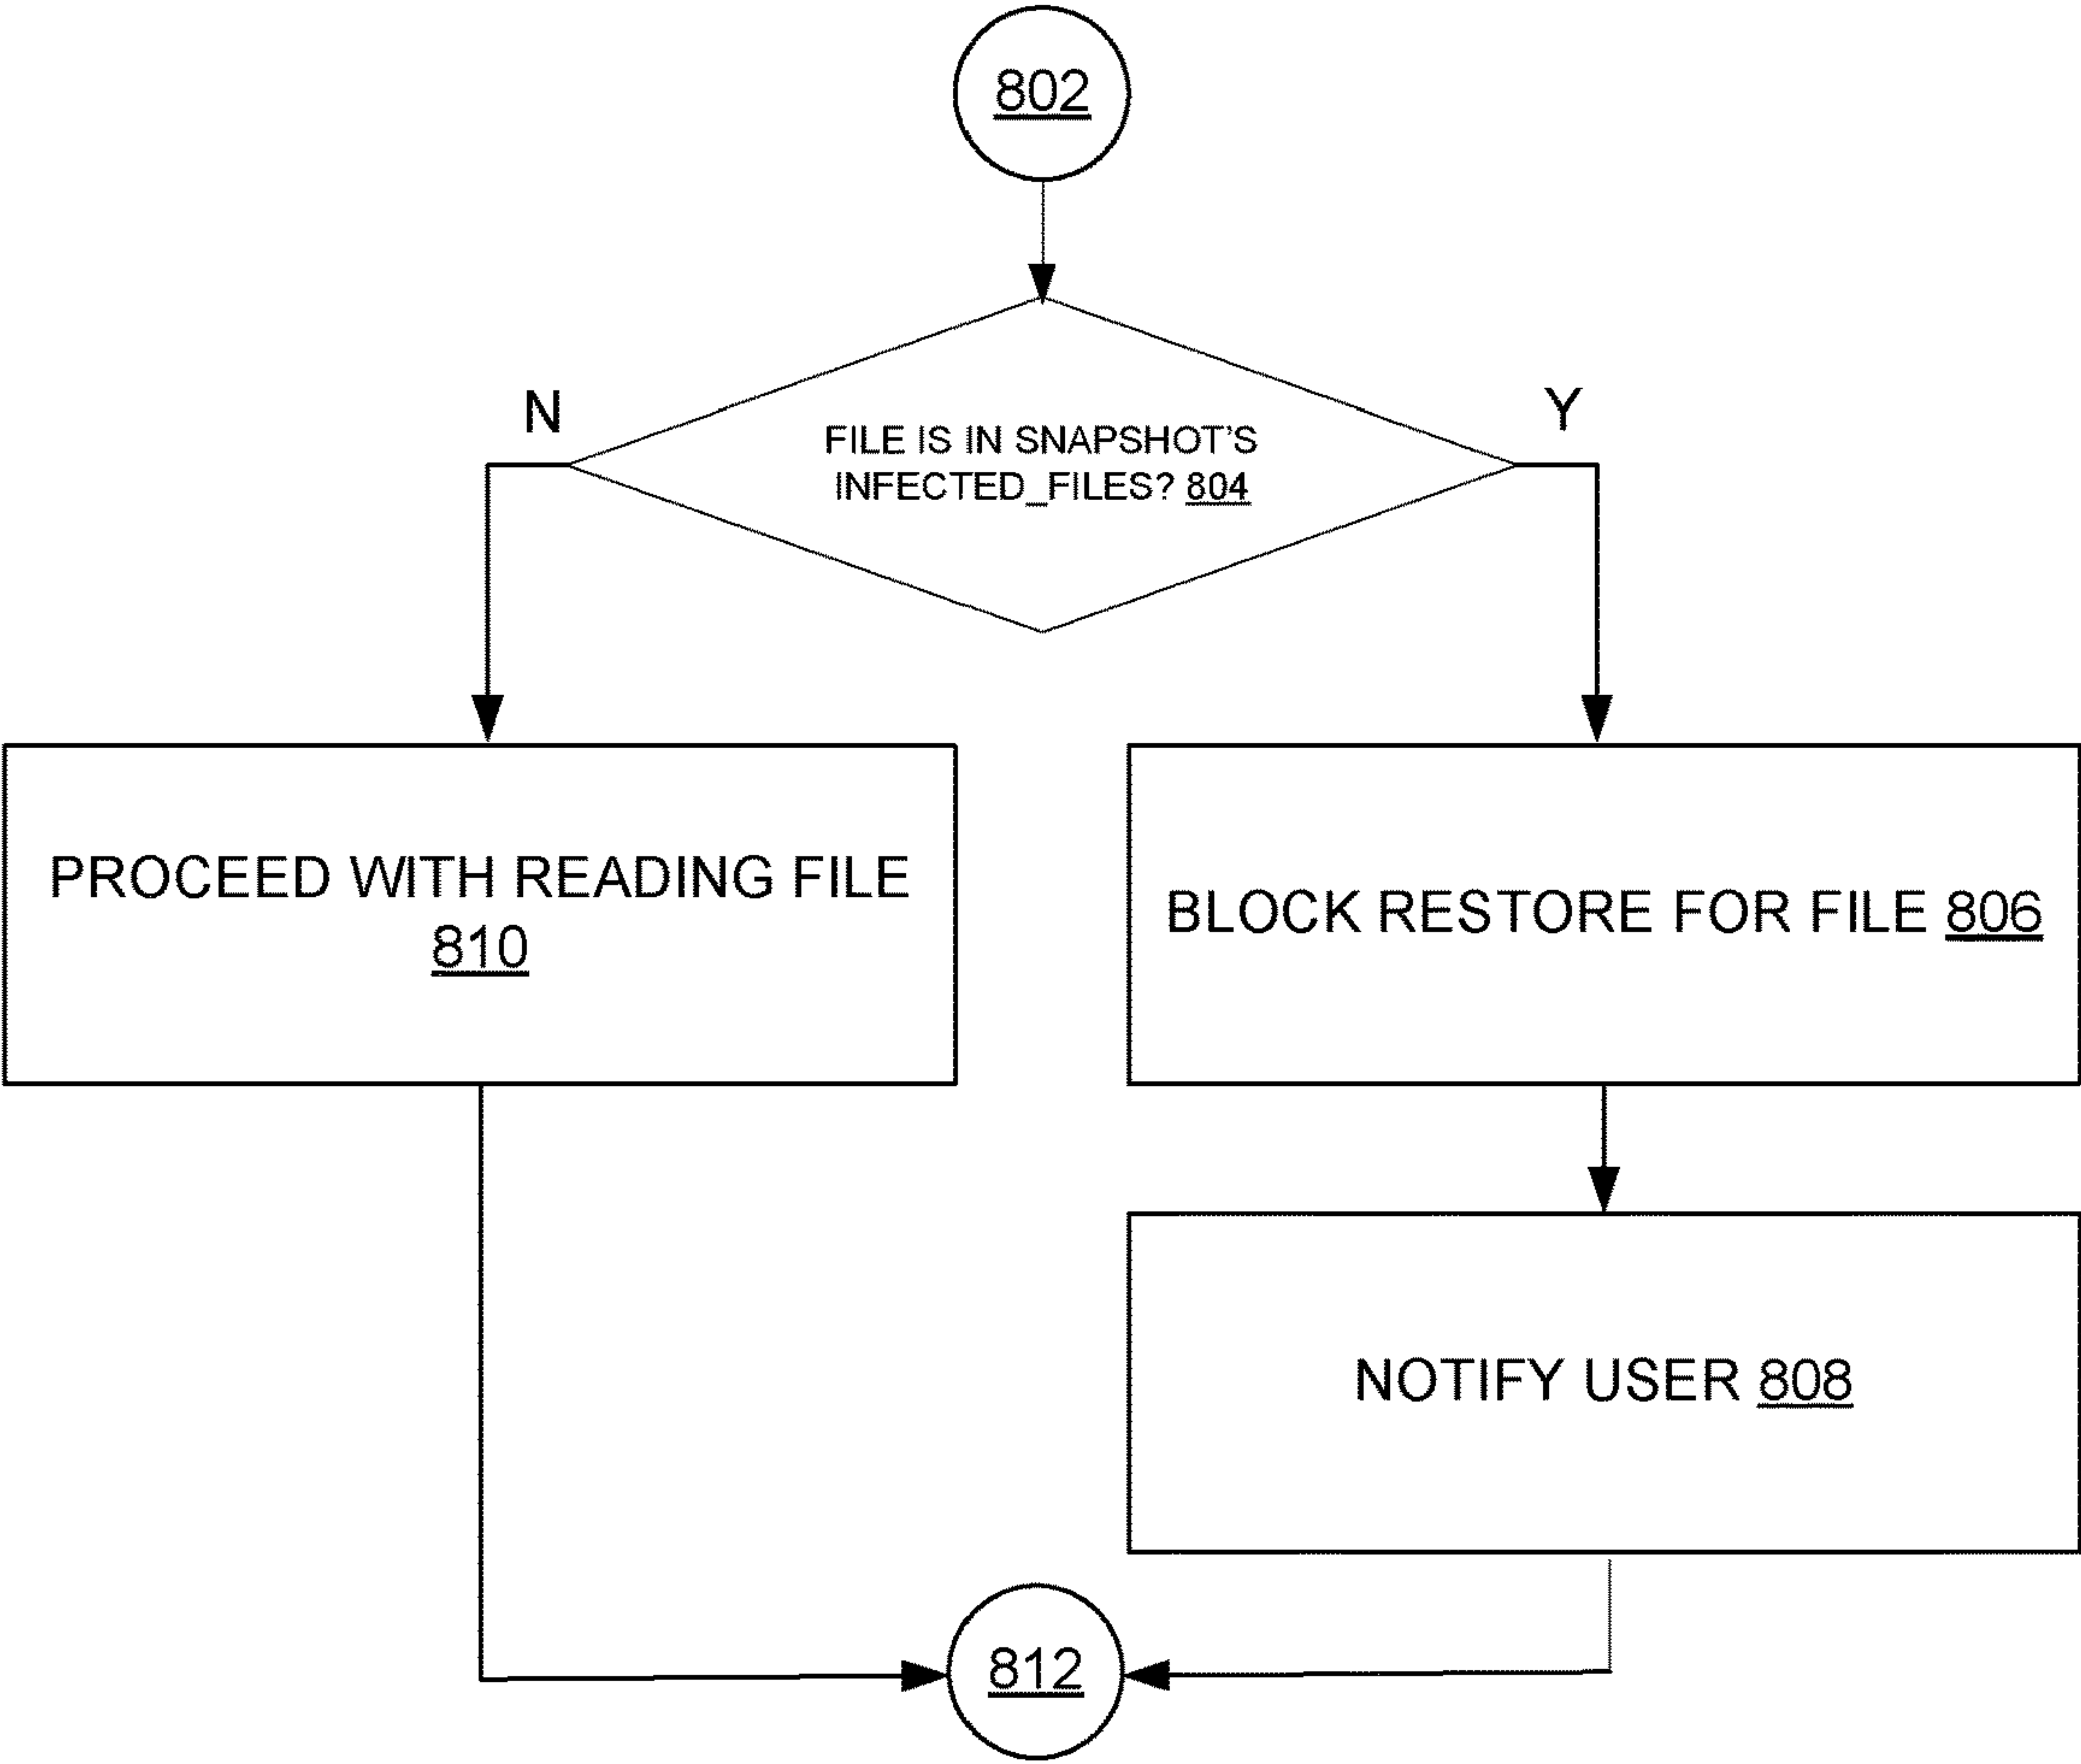 802
N
Y
FILE IS IN SNAPSHOT'S
INFECTED_FILES? 804
PROCEED WITH READING FILE
810
BLOCK RESTORE FOR FILE 806
NOTIFY USER 808
812